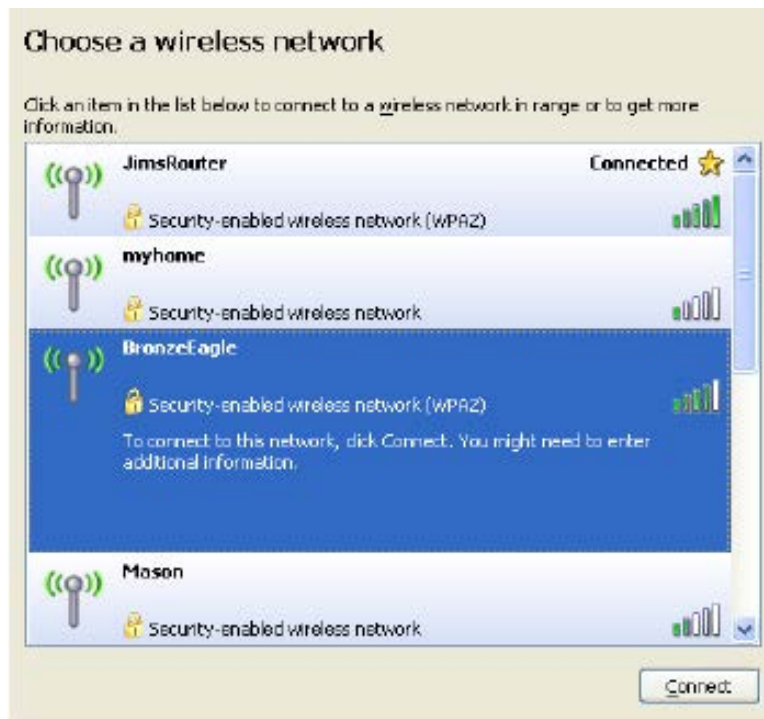 Choose a wireless network
Click an item in the list below to connect to a wireless network in range or to get more
information.
JimsRouter Connected
Security-enabled wireless network (WPA2)
myhome
Security-enabled wireless network
BronzeEagle
Security-enabled wireless network (WPA2)
To connect to this network, click Connect. You might need to enter
additional information.
Mason
Security-enabled wireless network
Connect